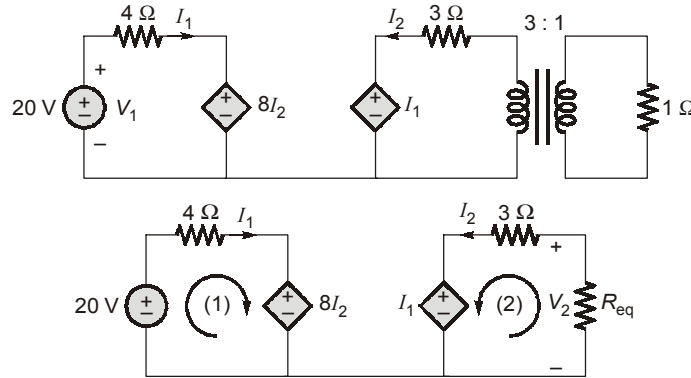 4 Ω I₁ I₂ 3 Ω 3 : 1
+
20 V + − V₁ + − 8I₂ + − I₁ 1 Ω
−
4 Ω I₁ I₂ 3 Ω
+
20 V + − (1) + − 8I₂ I₁ + − (2) V₂ R_eq
−